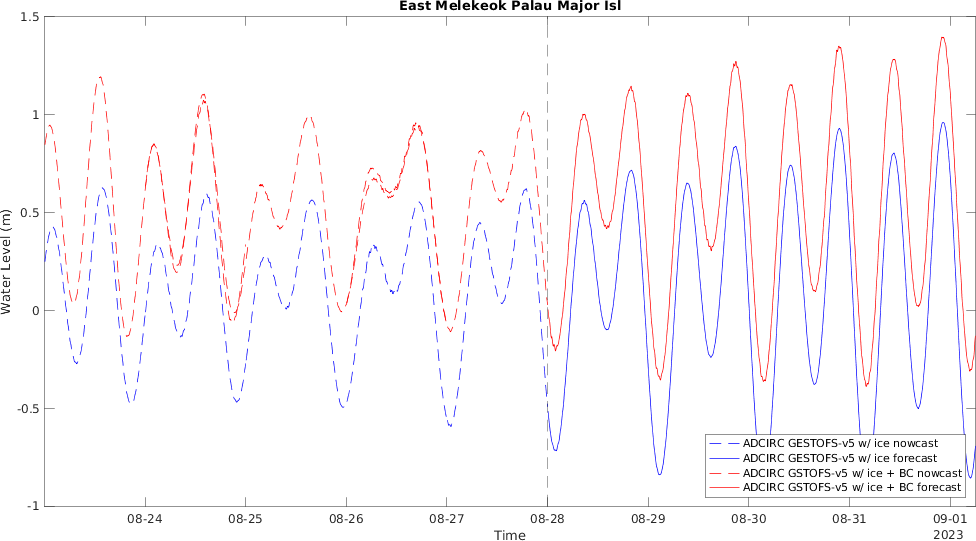 East Melekeok Palau Major Isl
1.5
1
0.5
0
-0.5
-1
Water Level (m)
ADCIRC GESTOFS-v5 w/ ice nowcast
ADCIRC GESTOFS-v5 w/ ice forecast
ADCIRC GSTOFS-v5 w/ ice + BC nowcast
ADCIRC GSTOFS-v5 w/ ice + BC forecast
08-24 08-25 08-26 08-27 08-28 08-29 08-30 08-31 09-01
Time 2023